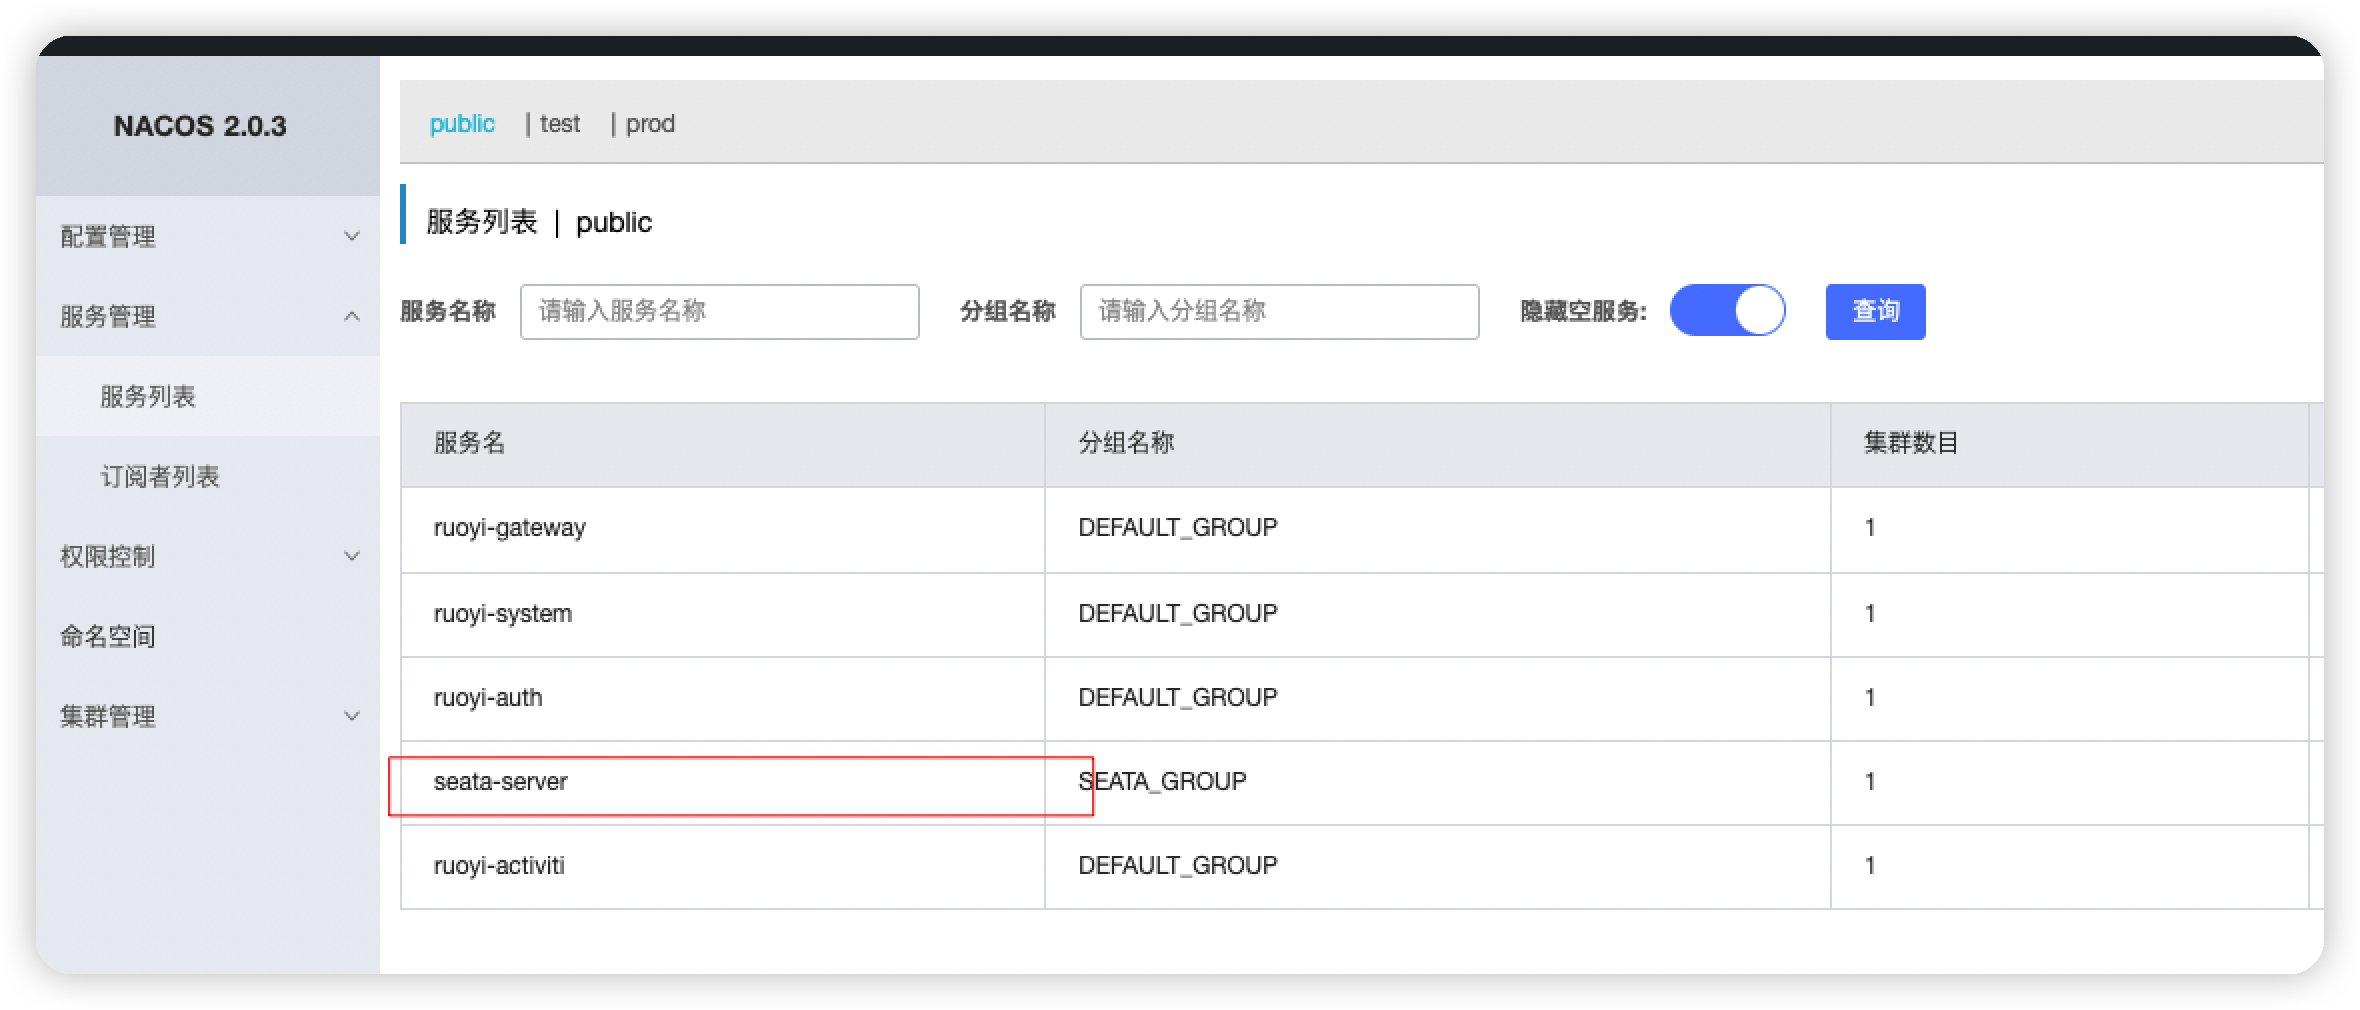 NACOS 2.0.3
配置管理
服务管理
服务列表
订阅者列表
权限控制
命名空间
集群管理
public | test | prod
服务列表 | public
服务名称 请输入服务名称 分组名称 请输入分组名称 隐藏空服务: 查询
服务名 分组名称 集群数目
ruoyi-gateway DEFAULT_GROUP 1
ruoyi-system DEFAULT_GROUP 1
ruoyi-auth DEFAULT_GROUP 1
seata-server SEATA_GROUP 1
ruoyi-activiti DEFAULT_GROUP 1